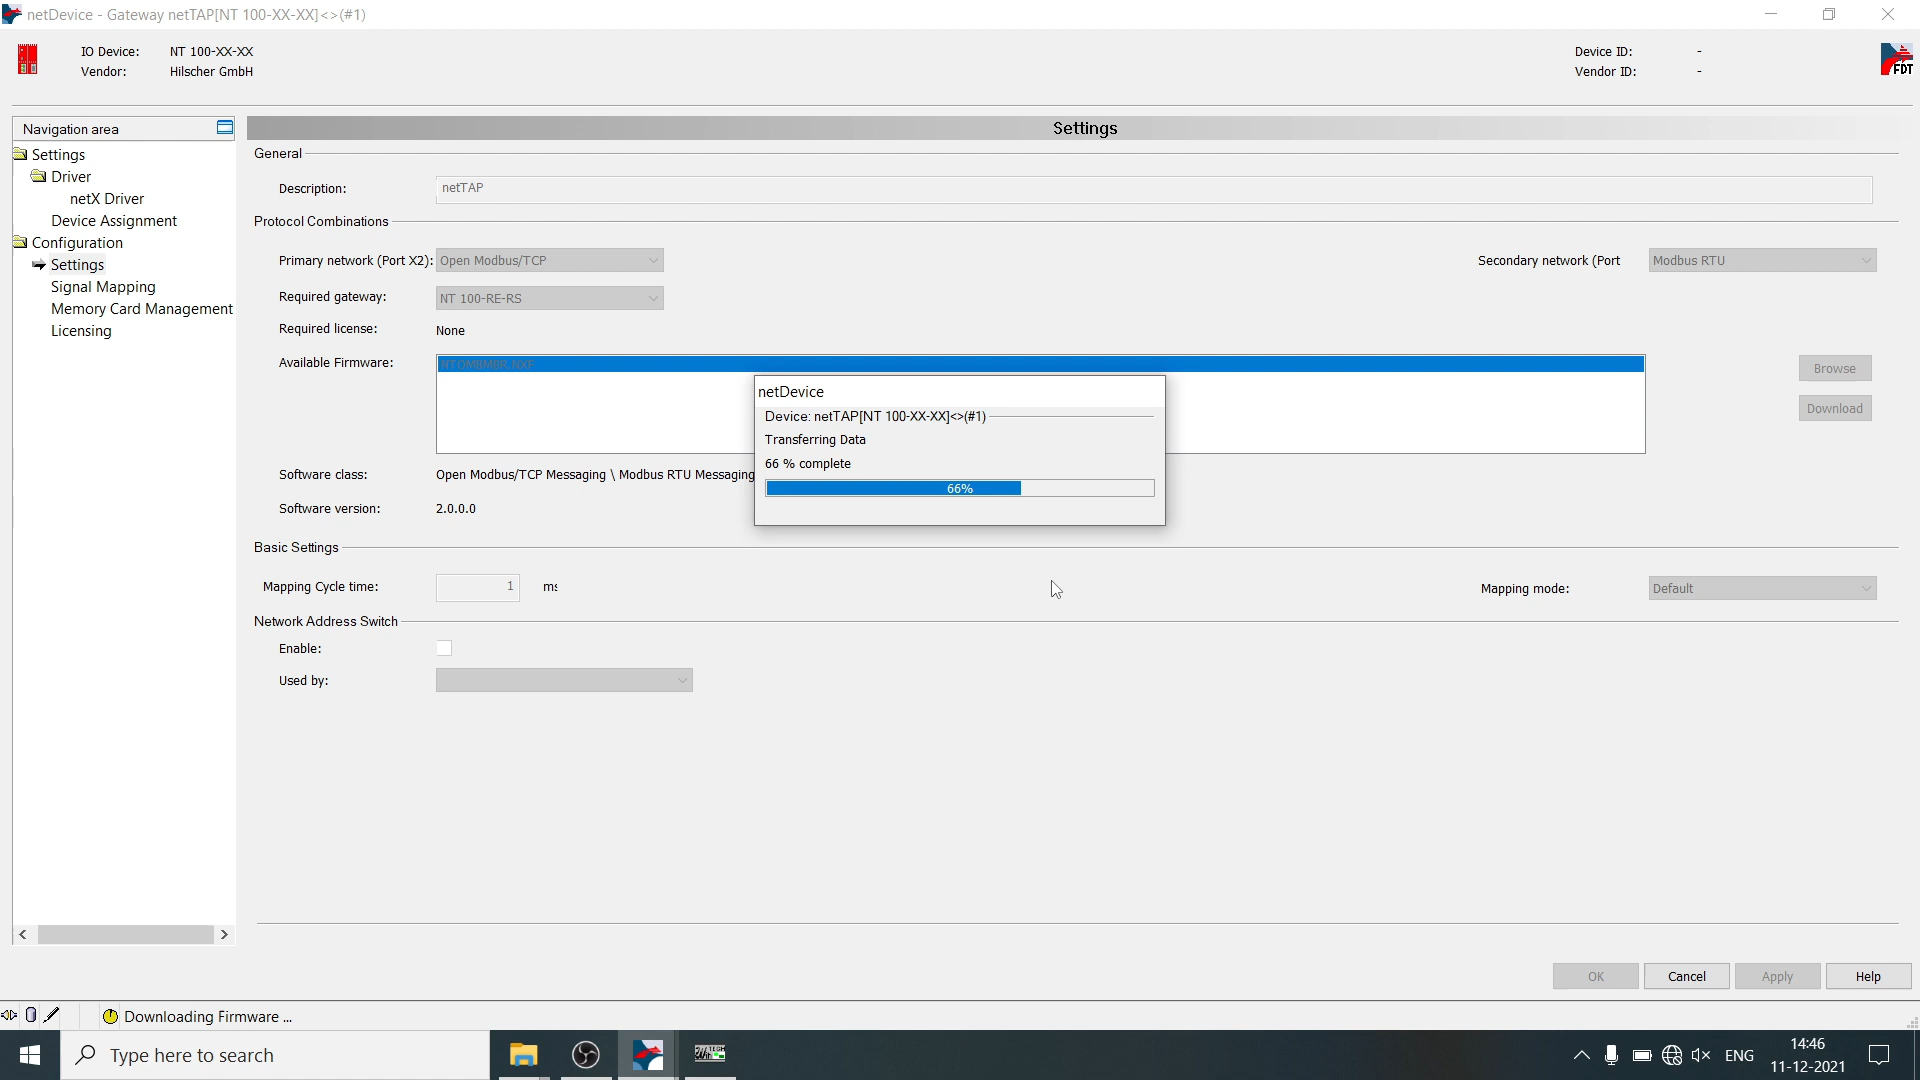 netDevice - Gateway netTAP[NT 100-XX-XX]<>(#1)
IO Device: NT 100-XX-XX
Vendor: Hilscher GmbH
Device ID: -
Vendor ID: -
FDT
Navigation area
Settings
Driver
netX Driver
Device Assignment
Configuration
Settings
Signal Mapping
Memory Card Management
Licensing
Settings
General
Description: netTAP
Protocol Combinations
Primary network (Port X2): Open Modbus/TCP
Secondary network (Port Modbus RTU
Required gateway: NT 100-RE-RS
Required license: None
Available Firmware: NTOMBMBR.NXF
Browse
Download
netDevice
Device: netTAP[NT 100-XX-XX]<>(#1)
Transferring Data
66 % complete
66%
Software class: Open Modbus/TCP Messaging \ Modbus RTU Messaging
Software version: 2.0.0.0
Basic Settings
Mapping Cycle time: 1 ms
Mapping mode: Default
Network Address Switch
Enable:
Used by:
OK Cancel Apply Help
Downloading Firmware ...
Type here to search
ENG
14:46
11-12-2021